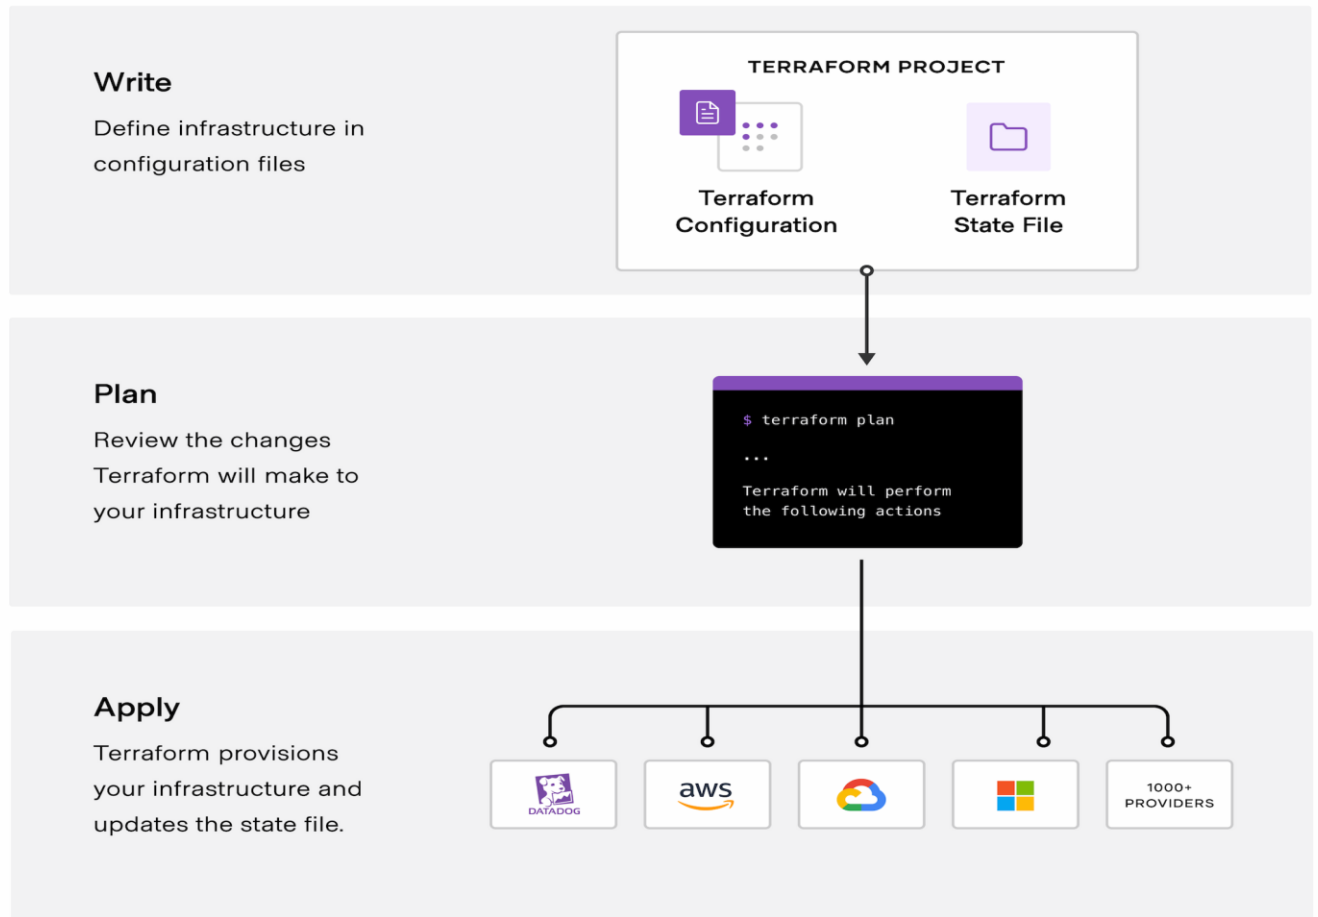 Write
Define infrastructure in
configuration files
TERRAFORM PROJECT
Terraform
Configuration
Terraform
State File
Plan
Review the changes
Terraform will make to
your infrastructure
$ terraform plan
...
Terraform will perform
the following actions
Apply
Terraform provisions
your infrastructure and
updates the state file.
DATADOG
aws
1000+
PROVIDERS